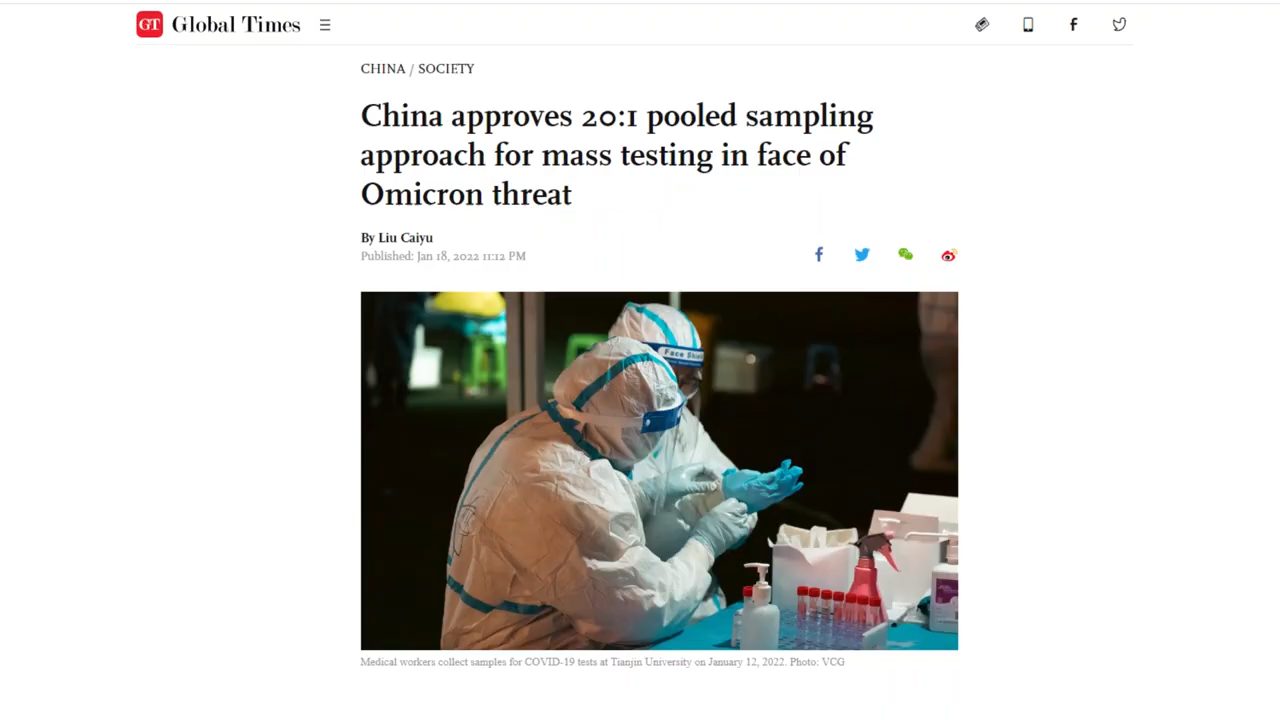 GT Global Times
CHINA / SOCIETY
China approves 20:1 pooled sampling
approach for mass testing in face of
Omicron threat
By Liu Caiyu
Published: Jan 18, 2022 11:12 PM
Face Shield
Medical workers collect samples for COVID-19 tests at Tianjin University on January 12, 2022. Photo: VCG